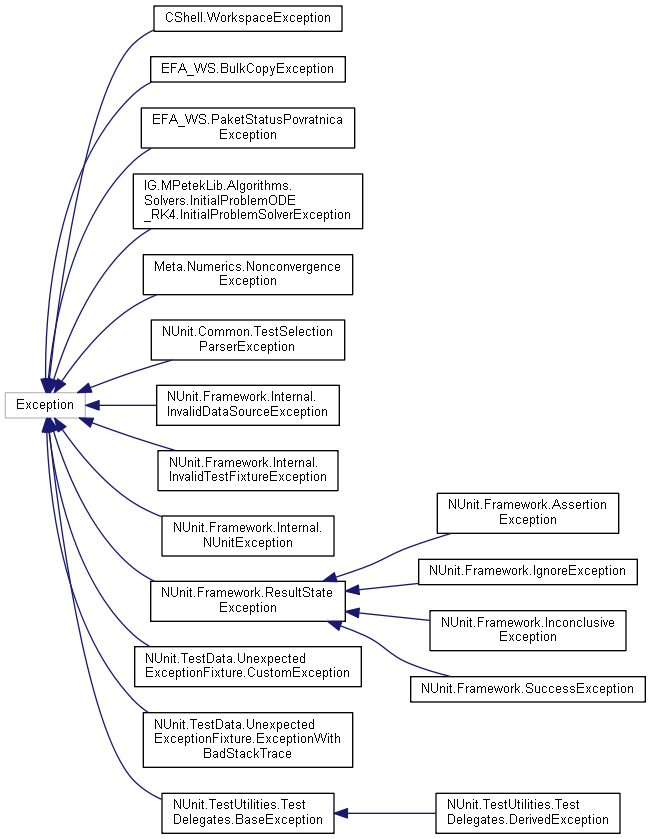 CShell.WorkspaceException
EFA_WS.BulkCopyException
EFA_WS.PaketStatusPovratnica
Exception
IG.MPetekLib.Algorithms.
Solvers.InitialProblemODE
_RK4.InitialProblemSolverException
Meta.Numerics.Nonconvergence
Exception
NUnit.Common.TestSelection
ParserException
Exception
NUnit.Framework.Internal.
InvalidDataSourceException
NUnit.Framework.Internal.
InvalidTestFixtureException
NUnit.Framework.Internal.
NUnitException
NUnit.Framework.ResultState
Exception
NUnit.Framework.Assertion
Exception
NUnit.Framework.IgnoreException
NUnit.Framework.Inconclusive
Exception
NUnit.Framework.SuccessException
NUnit.TestData.Unexpected
ExceptionFixture.CustomException
NUnit.TestData.Unexpected
ExceptionFixture.ExceptionWith
BadStackTrace
NUnit.TestUtilities.Test
Delegates.BaseException
NUnit.TestUtilities.Test
Delegates.DerivedException